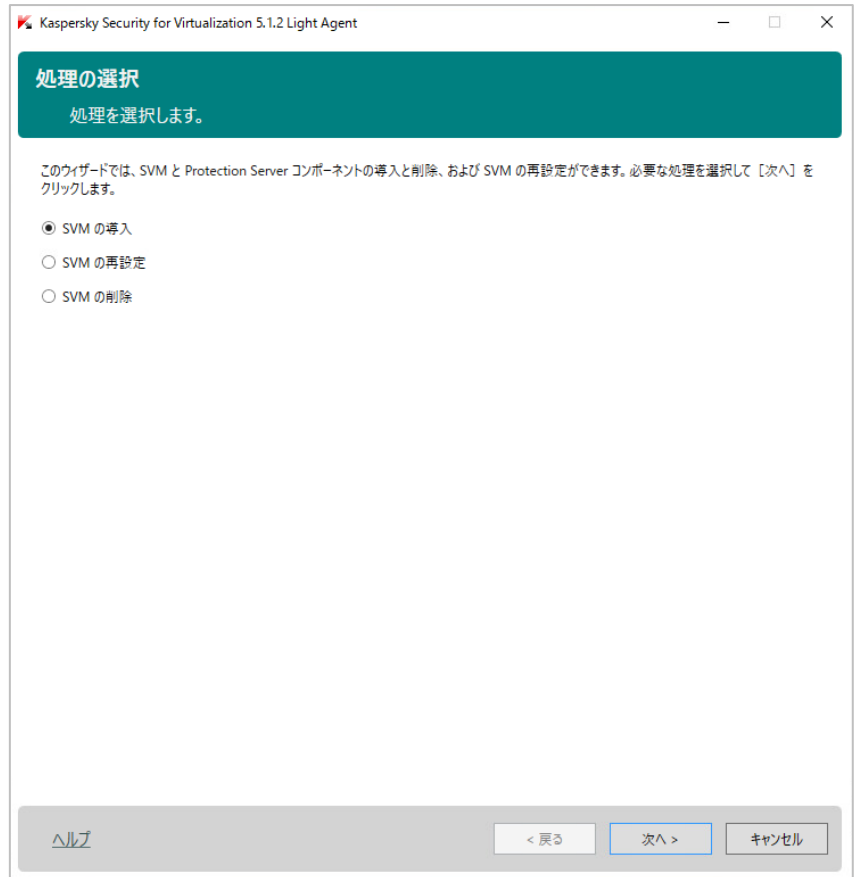 Kaspersky Security for Virtualization 5.1.2 Light Agent
処理の選択
処理を選択します。
このウィザードでは、SVM と Protection Server コンポーネントの導入と削除、および SVM の再設定ができます。必要な処理を選択して［次へ］を
クリックします。
SVM の導入
SVM の再設定
SVM の削除
ヘルプ
< 戻る
次へ >
キャンセル